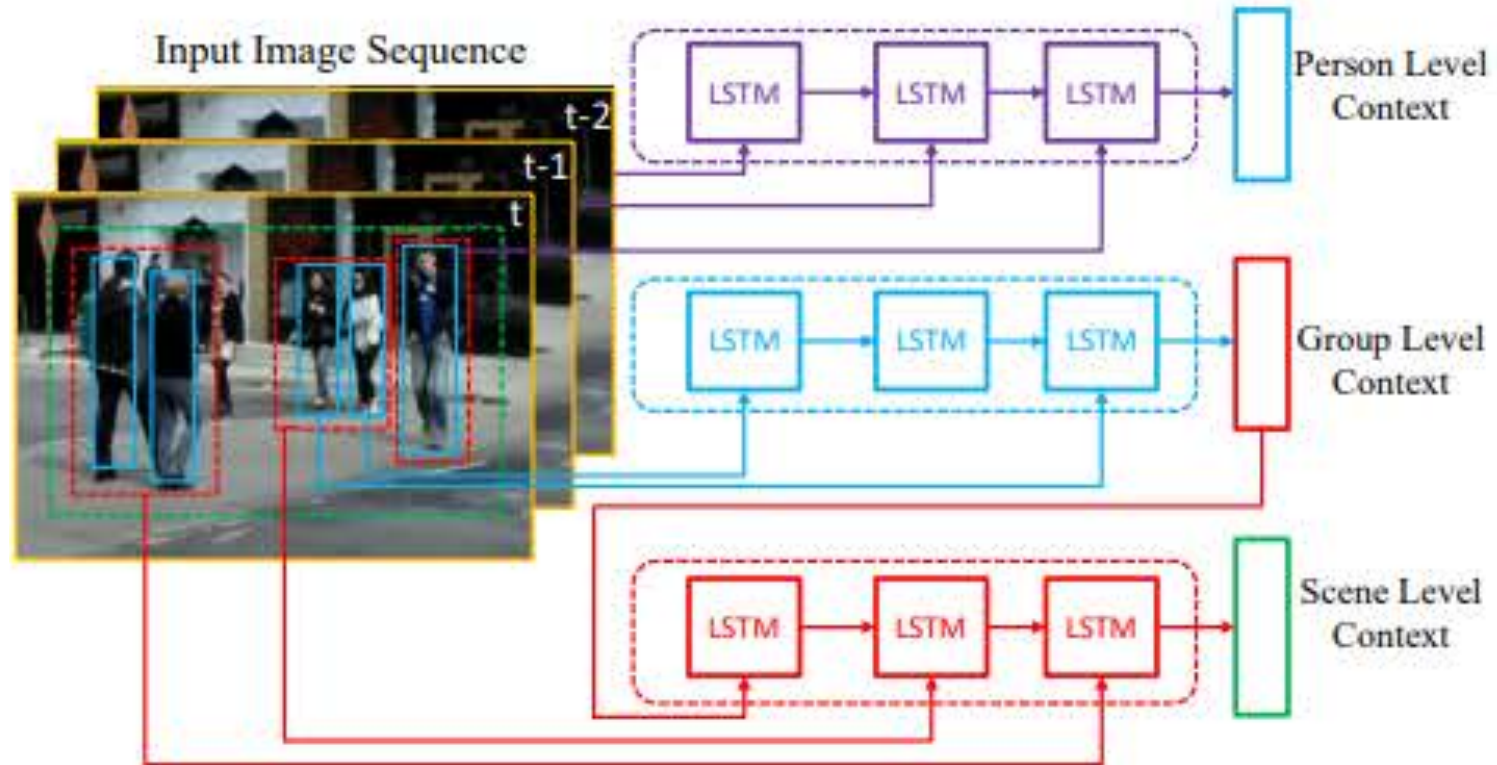 Input Image Sequence
t-2
t-1
t
LSTM
LSTM
LSTM
Person Level
Context
LSTM
LSTM
LSTM
Group Level
Context
LSTM
LSTM
LSTM
Scene Level
Context